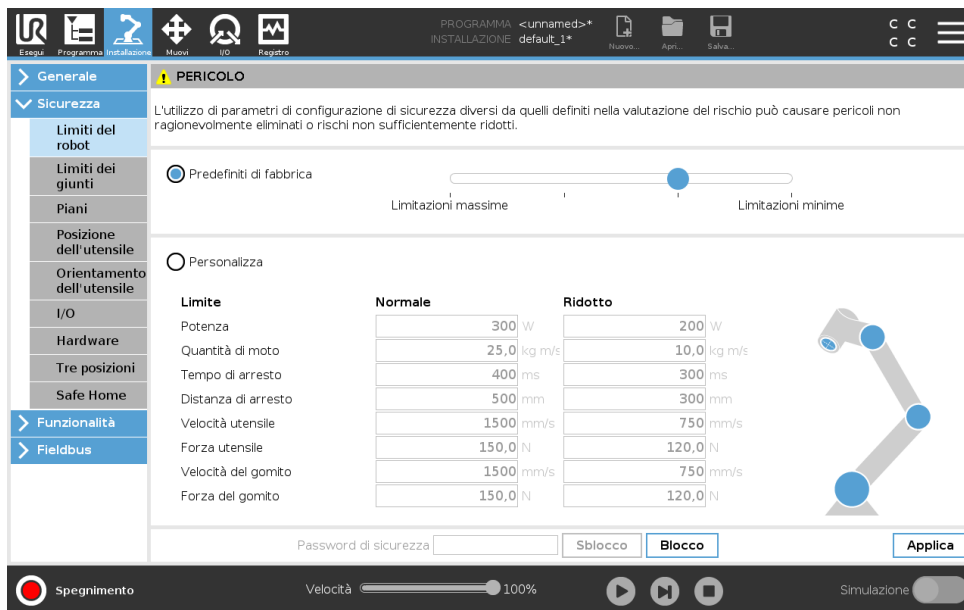 UR
PROGRAMMA <unnamed>*
INSTALLAZIONE default_1*
Esegui Programma Installazione Muovi I/O Registro
Nuovo... Apri... Salva...
C C
C C
Generale
Sicurezza
Limiti del
robot
Limiti dei
giunti
Piani
Posizione
dell'utensile
Orientamento
dell'utensile
I/O
Hardware
Tre posizioni
Safe Home
Funzionalità
Fieldbus
PERICOLO
L'utilizzo di parametri di configurazione di sicurezza diversi da quelli definiti nella valutazione del rischio può causare pericoli non
ragionevolmente eliminati o rischi non sufficientemente ridotti.
Predefiniti di fabbrica
Limitazioni massime Limitazioni minime
Personalizza
Limite Normale Ridotto
Potenza 300 W 200 W
Quantità di moto 25,0 kg m/s 10,0 kg m/s
Tempo di arresto 400 ms 300 ms
Distanza di arresto 500 mm 300 mm
Velocità utensile 1500 mm/s 750 mm/s
Forza utensile 150,0 N 120,0 N
Velocità del gomito 1500 mm/s 750 mm/s
Forza del gomito 150,0 N 120,0 N
Password di sicurezza Sblocco Blocco Applica
Spegnimento Velocità 100% Simulazione